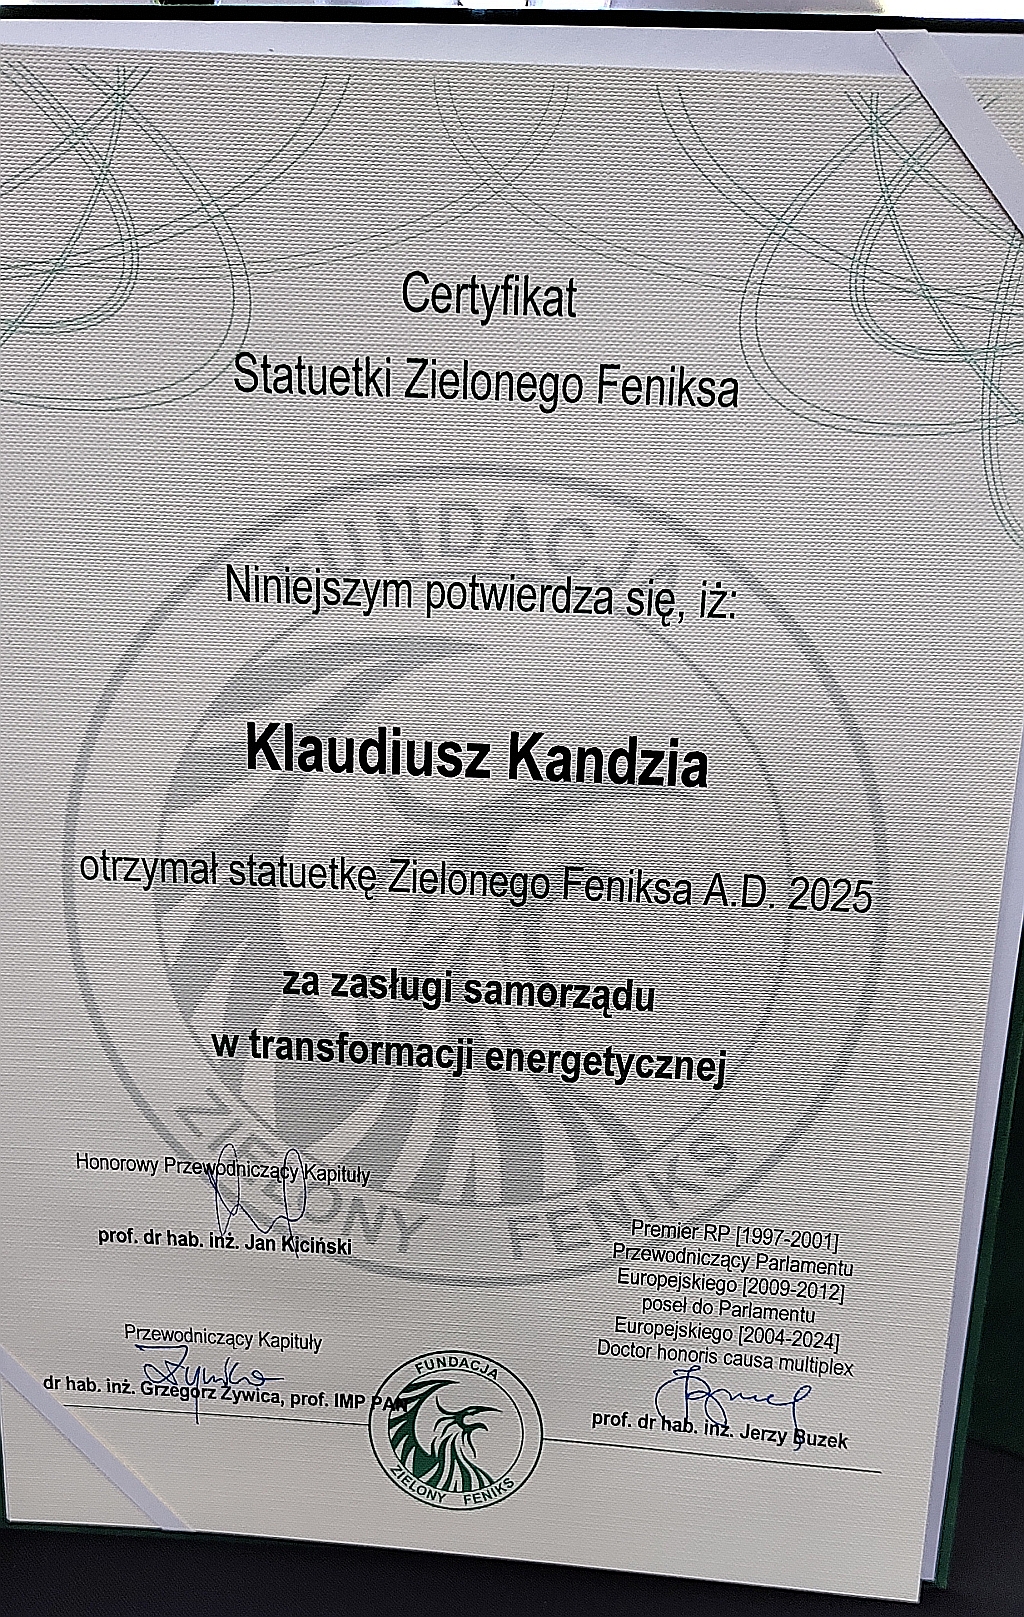 Certyfikat
Statuetki Zielonego Feniksa
FUNDACJA
Niniejszym potwierdza się, iż:
Klaudiusz Kandzia
otrzymał statuetkę Zielonego Feniksa A.D. 2025
za zasługi samorządu
w transformacji energetycznej
ZIELONY FENIKS
Honorowy Przewodniczący Kapituły
prof. dr hab. inż. Jan Kiciński
Przewodniczący Kapituły
dr hab. inż. Grzegorz Żywica, prof. IMP PAN
Premier RP [1997-2001]
Przewodniczący Parlamentu
Europejskiego [2009-2012]
poseł do Parlamentu
Europejskiego [2004-2024]
Doctor honoris causa multiplex
prof. dr hab. inż. Jerzy Buzek
FUNDACJA
ZIELONY FENIKS